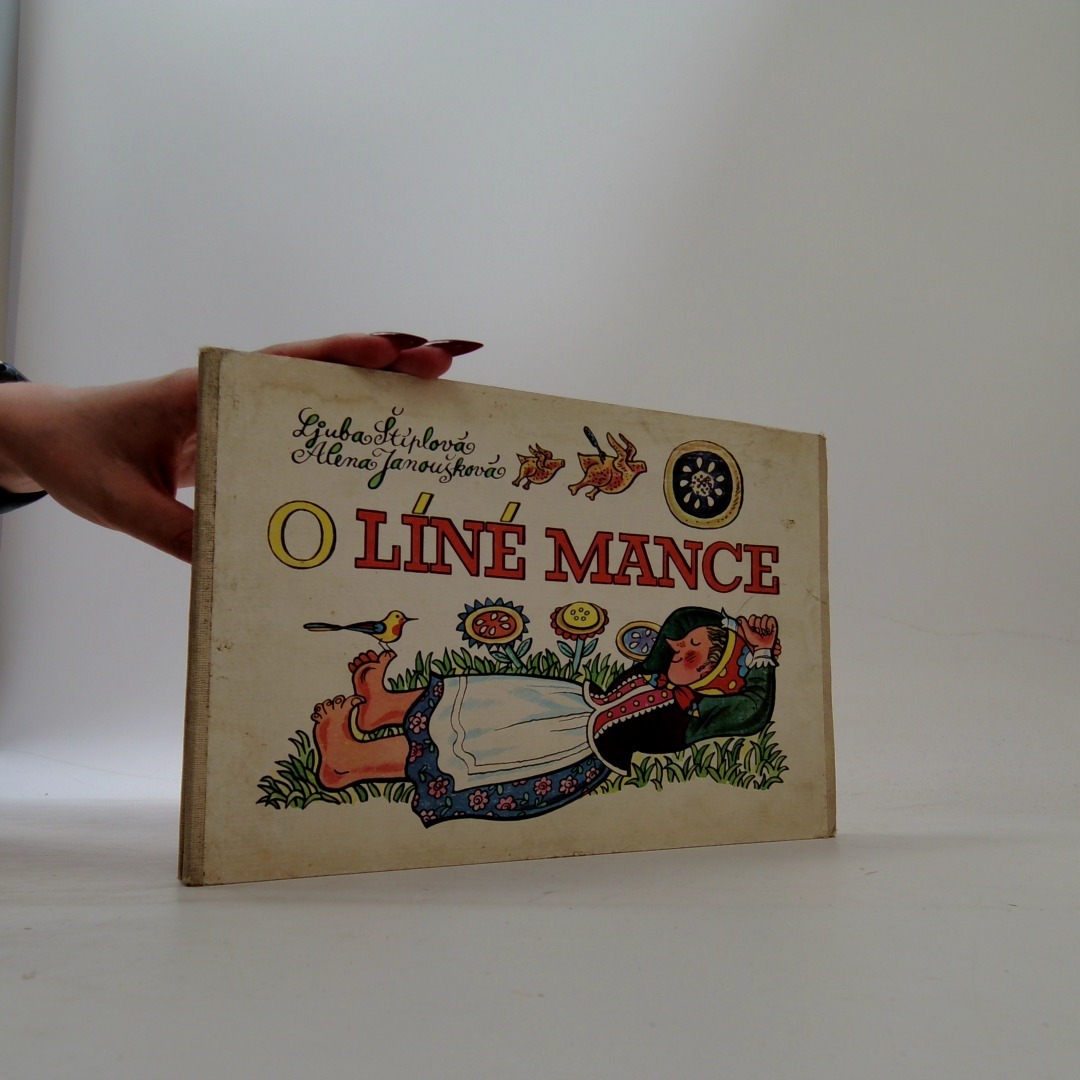 Ljuba Štíplová
Alena Janoušková
O LÍNÉ MANCE